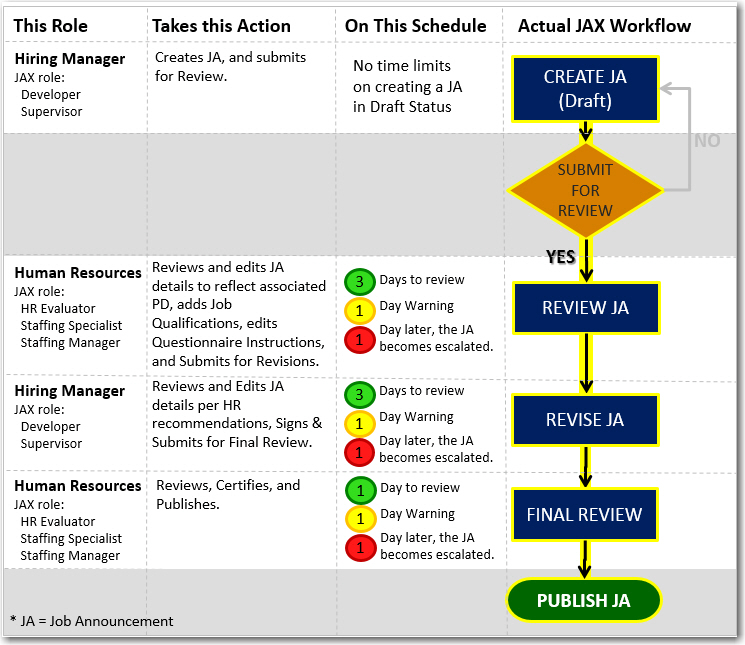 This Role
Takes this Action
On This Schedule
Actual JAX Workflow
Hiring Manager
JAX role:
Developer
Supervisor
Creates JA, and submits
for Review.
No time limits
on creating a JA
in Draft Status
CREATE JA
(Draft)
NO
SUBMIT
FOR
REVIEW
YES
Human Resources
JAX role:
HR Evaluator
Staffing Specialist
Staffing Manager
Reviews and edits JA
details to reflect associated
PD, adds Job
Qualifications, edits
Questionnaire Instructions,
and Submits for Revisions.
3 Days to review
1 Day Warning
1 Day later, the JA
becomes escalated.
REVIEW JA
Hiring Manager
JAX role:
Developer
Supervisor
Reviews and Edits JA
details per HR
recommendations, Signs &
Submits for Final Review.
3 Days to review
1 Day Warning
1 Day later, the JA
becomes escalated.
REVISE JA
Human Resources
JAX role:
HR Evaluator
Staffing Specialist
Staffing Manager
Reviews, Certifies, and
Publishes.
1 Day to review
1 Day Warning
1 Day later, the JA
becomes escalated.
FINAL REVIEW
PUBLISH JA
* JA = Job Announcement